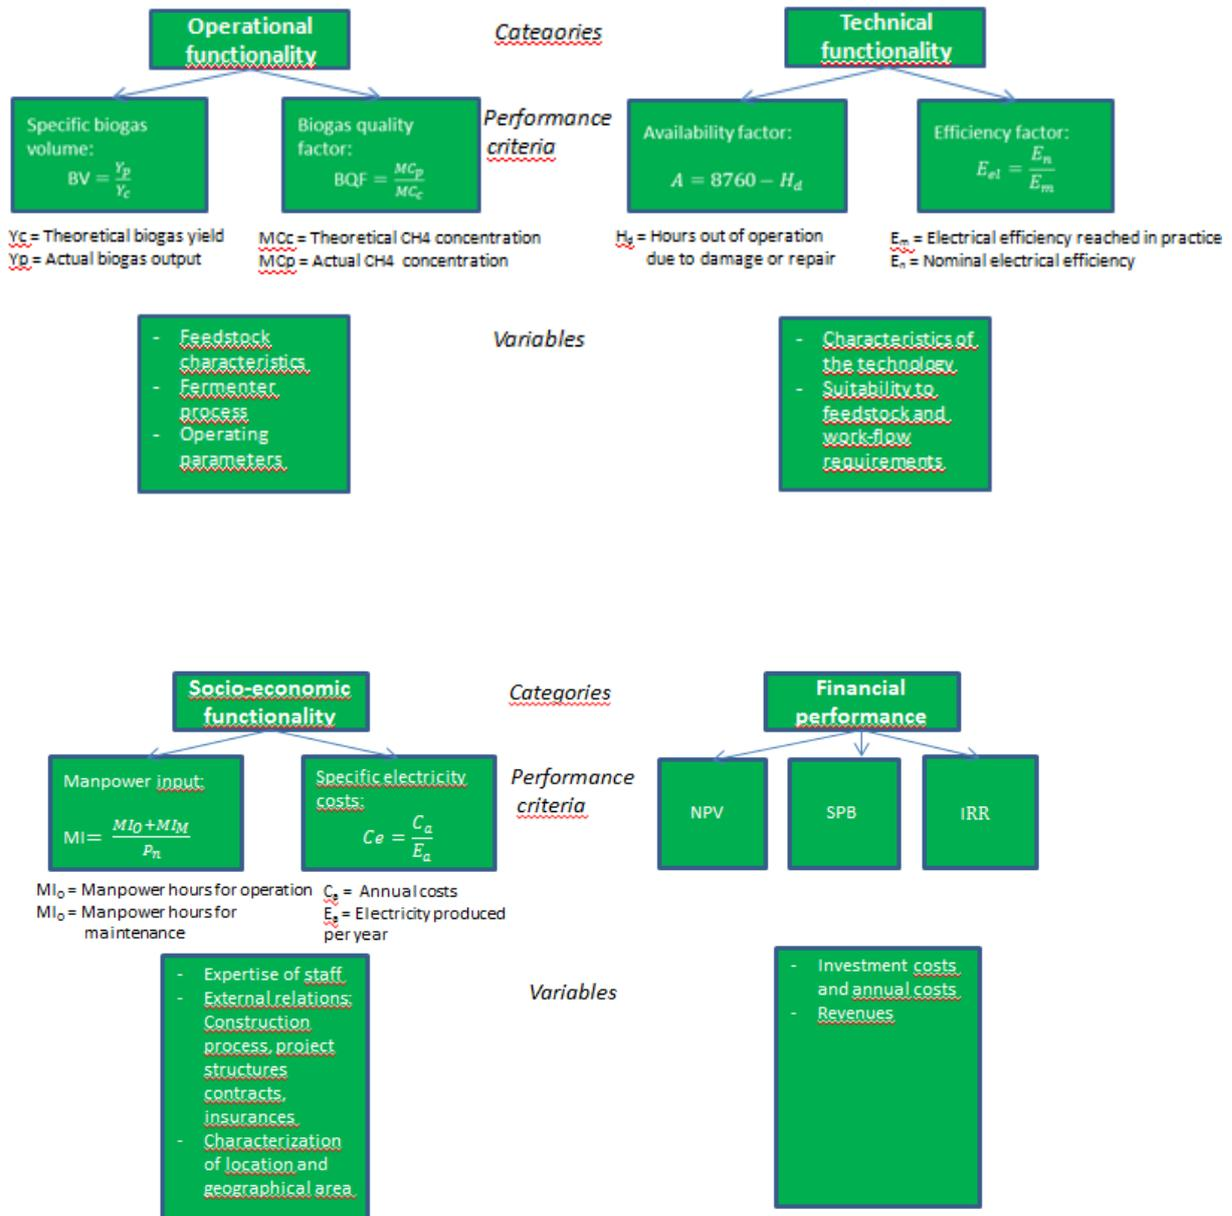 Operational
functionality
Categories
Technical
functionality
Specific biogas
volume:
BV = Yp/Yc
Biogas quality
factor:
BQF = MCp/MCc
Performance
criteria
Availability factor:
A = 8760 − Hd
Efficiency factor:
Eel = En/Em
Yc = Theoretical biogas yield
Yp = Actual biogas output
MCc = Theoretical CH4 concentration
MCp = Actual CH4 concentration
Hd = Hours out of operation
due to damage or repair
Em = Electrical efficiency reached in practice
En = Nominal electrical efficiency
- Feedstock
characteristics
- Fermenter
process
- Operating
parameters
Variables
- Characteristics of
the technology
- Suitability to
feedstock and
work-flow
requirements
Socio-economic
functionality
Categories
Financial
performance
Manpower input:
MI= MIO+MIM/Pn
Specific electricity
costs:
Ce = Ca/Ea
Performance
criteria
NPV
SPB
IRR
MIO = Manpower hours for operation
MIO = Manpower hours for
maintenance
Ca = Annual costs
Ea = Electricity produced
per year
- Expertise of staff
- External relations:
Construction
process, project
structures
contracts,
insurances
- Characterization
of location and
geographical area
Variables
- Investment costs
and annual costs
- Revenues